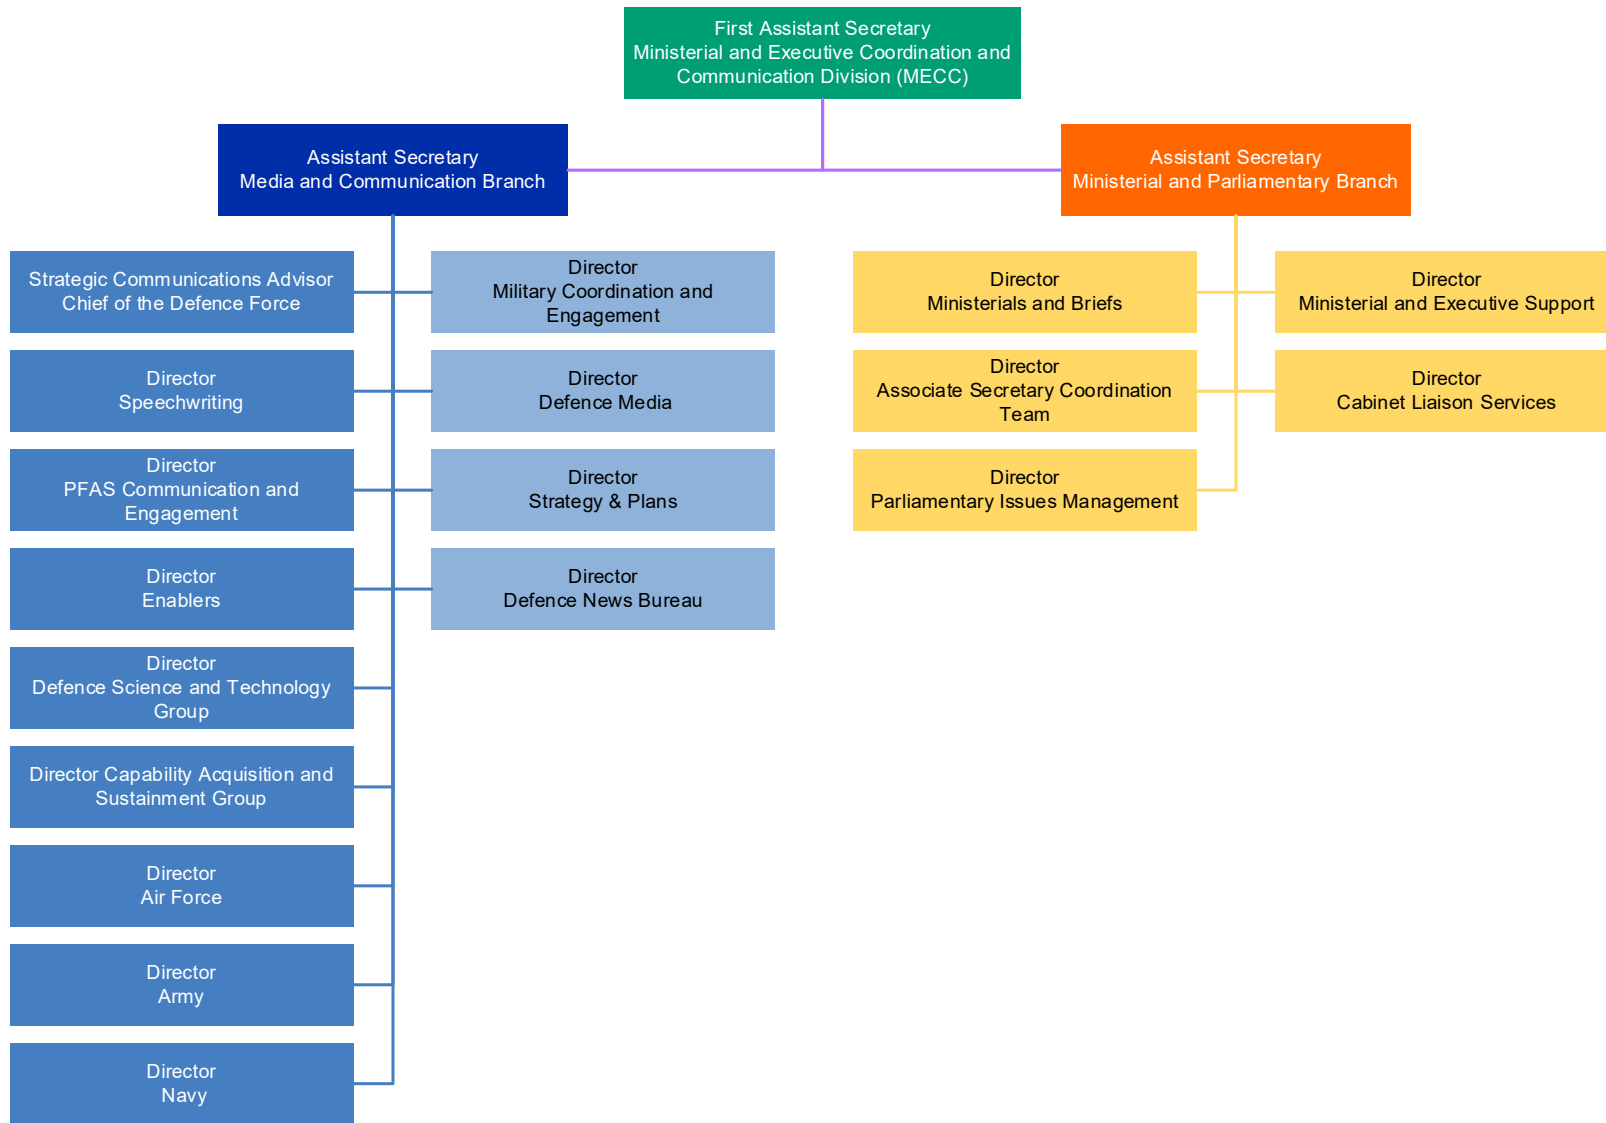 First Assistant Secretary
Ministerial and Executive Coordination and
Communication Division (MECC)
Assistant Secretary
Media and Communication Branch
Assistant Secretary
Ministerial and Parliamentary Branch
Strategic Communications Advisor
Chief of the Defence Force
Director
Military Coordination and
Engagement
Director
Ministerials and Briefs
Director
Ministerial and Executive Support
Director
Speechwriting
Director
Defence Media
Director
Associate Secretary Coordination
Team
Director
Cabinet Liaison Services
Director
PFAS Communication and
Engagement
Director
Strategy & Plans
Director
Parliamentary Issues Management
Director
Enablers
Director
Defence News Bureau
Director
Defence Science and Technology
Group
Director Capability Acquisition and
Sustainment Group
Director
Air Force
Director
Army
Director
Navy